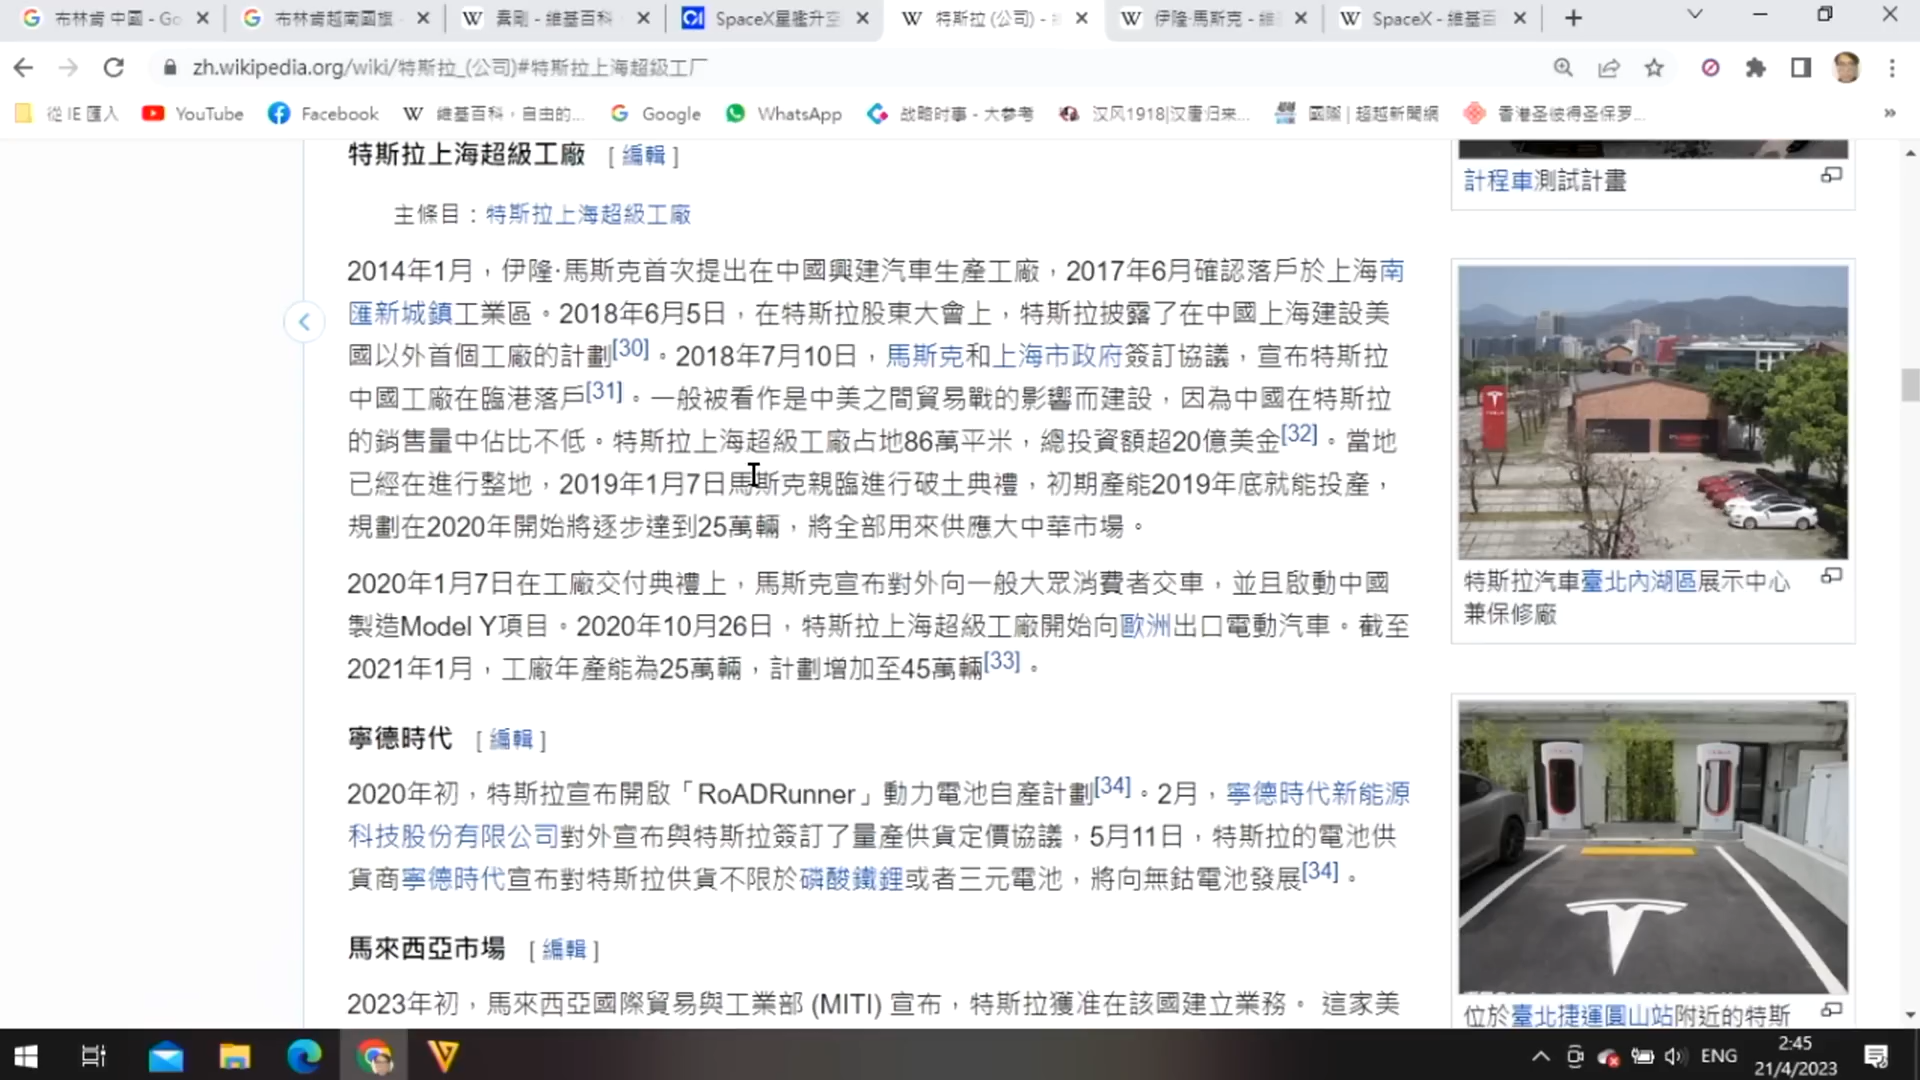 布林肯 中國 - Go
布林肯越南國旗 -
秦剛 - 維基百科
SpaceX星艦升空
特斯拉 (公司) -
伊隆·馬斯克 - 維
SpaceX - 維基百
zh.wikipedia.org/wiki/特斯拉_(公司)#特斯拉上海超級工厂
從 IE 匯入
YouTube
Facebook
維基百科，自由的...
Google
WhatsApp
战略时事 - 大参考
汉风1918|汉唐归来...
國際 | 超越新聞網
香港圣彼得圣保罗...
特斯拉上海超級工廠 [ 編輯 ]
主條目：特斯拉上海超級工廠
2014年1月，伊隆·馬斯克首次提出在中國興建汽車生產工廠，2017年6月確認落戶於上海南
匯新城鎮工業區。2018年6月5日，在特斯拉股東大會上，特斯拉披露了在中國上海建設美
國以外首個工廠的計劃[30]。2018年7月10日，馬斯克和上海市政府簽訂協議，宣布特斯拉
中國工廠在臨港落戶[31]。一般被看作是中美之間貿易戰的影響而建設，因為中國在特斯拉
的銷售量中佔比不低。特斯拉上海超級工廠占地86萬平米，總投資額超20億美金[32]。當地
已經在進行整地，2019年1月7日馬斯克親臨進行破土典禮，初期產能2019年底就能投產，
規劃在2020年開始將逐步達到25萬輛，將全部用來供應大中華市場。
2020年1月7日在工廠交付典禮上，馬斯克宣布對外向一般大眾消費者交車，並且啟動中國
製造Model Y項目。2020年10月26日，特斯拉上海超級工廠開始向歐洲出口電動汽車。截至
2021年1月，工廠年產能為25萬輛，計劃增加至45萬輛[33]。
寧德時代 [ 編輯 ]
2020年初，特斯拉宣布開啟「RoADRunner」動力電池自產計劃[34]。2月，寧德時代新能源
科技股份有限公司對外宣布與特斯拉簽訂了量產供貨定價協議，5月11日，特斯拉的電池供
貨商寧德時代宣布對特斯拉供貨不限於磷酸鐵鋰或者三元電池，將向無鈷電池發展[34]。
馬來西亞市場 [ 編輯 ]
2023年初，馬來西亞國際貿易與工業部 (MITI) 宣布，特斯拉獲准在該國建立業務。 這家美
計程車測試計畫
特斯拉汽車臺北內湖區展示中心
兼保修廠
位於臺北捷運圓山站附近的特斯
ENG
2:45
21/4/2023